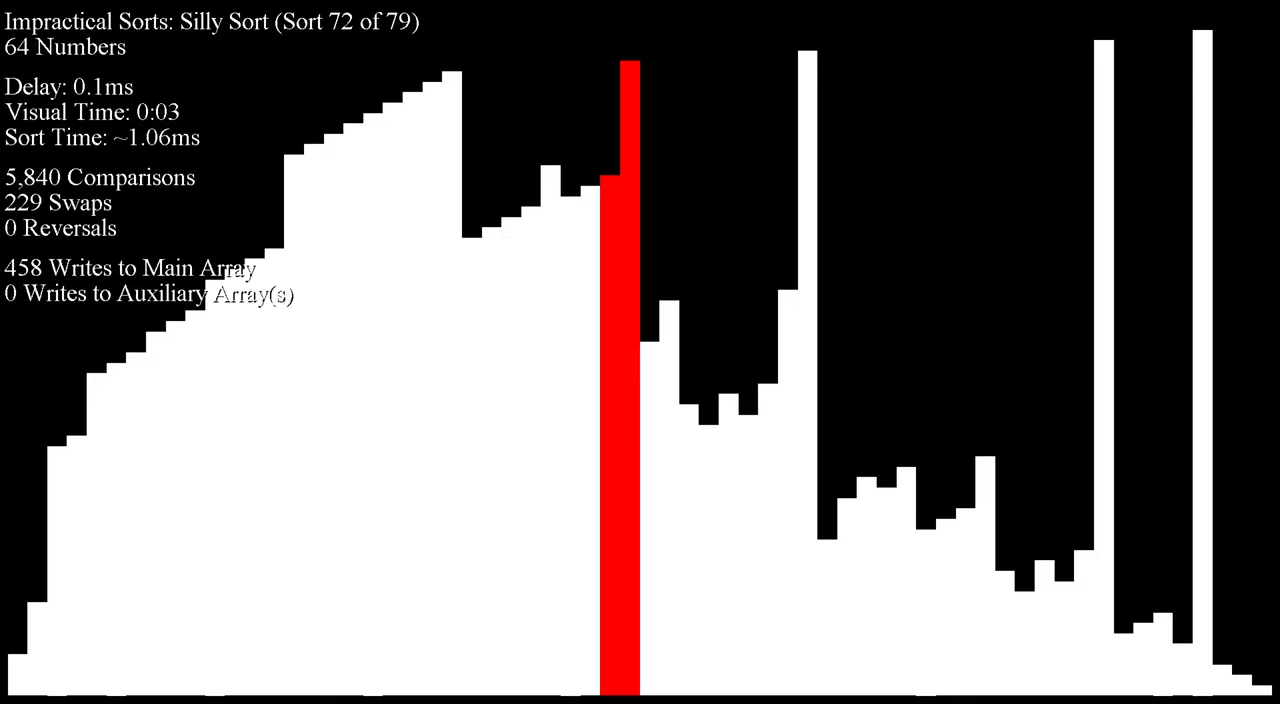 Impractical Sorts: Silly Sort (Sort 72 of 79)
64 Numbers
Delay: 0.1ms
Visual Time: 0:03
Sort Time: ~1.06ms
5,840 Comparisons
229 Swaps
0 Reversals
458 Writes to Main Array
0 Writes to Auxiliary Array(s)